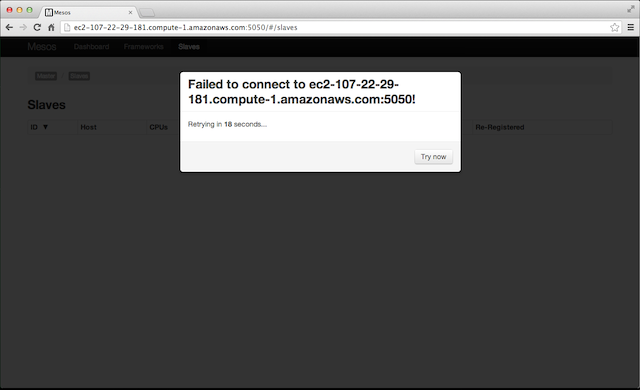 Mesos
ec2-107-22-29-181.compute-1.amazonaws.com:5050/#/slaves
Mesos Dashboard Frameworks Slaves
Master Slaves
Failed to connect to ec2-107-22-29-
181.compute-1.amazonaws.com:5050!
Retrying in 18 seconds...
Try now
Slaves
ID ▼ Host CPUs Re-Registered